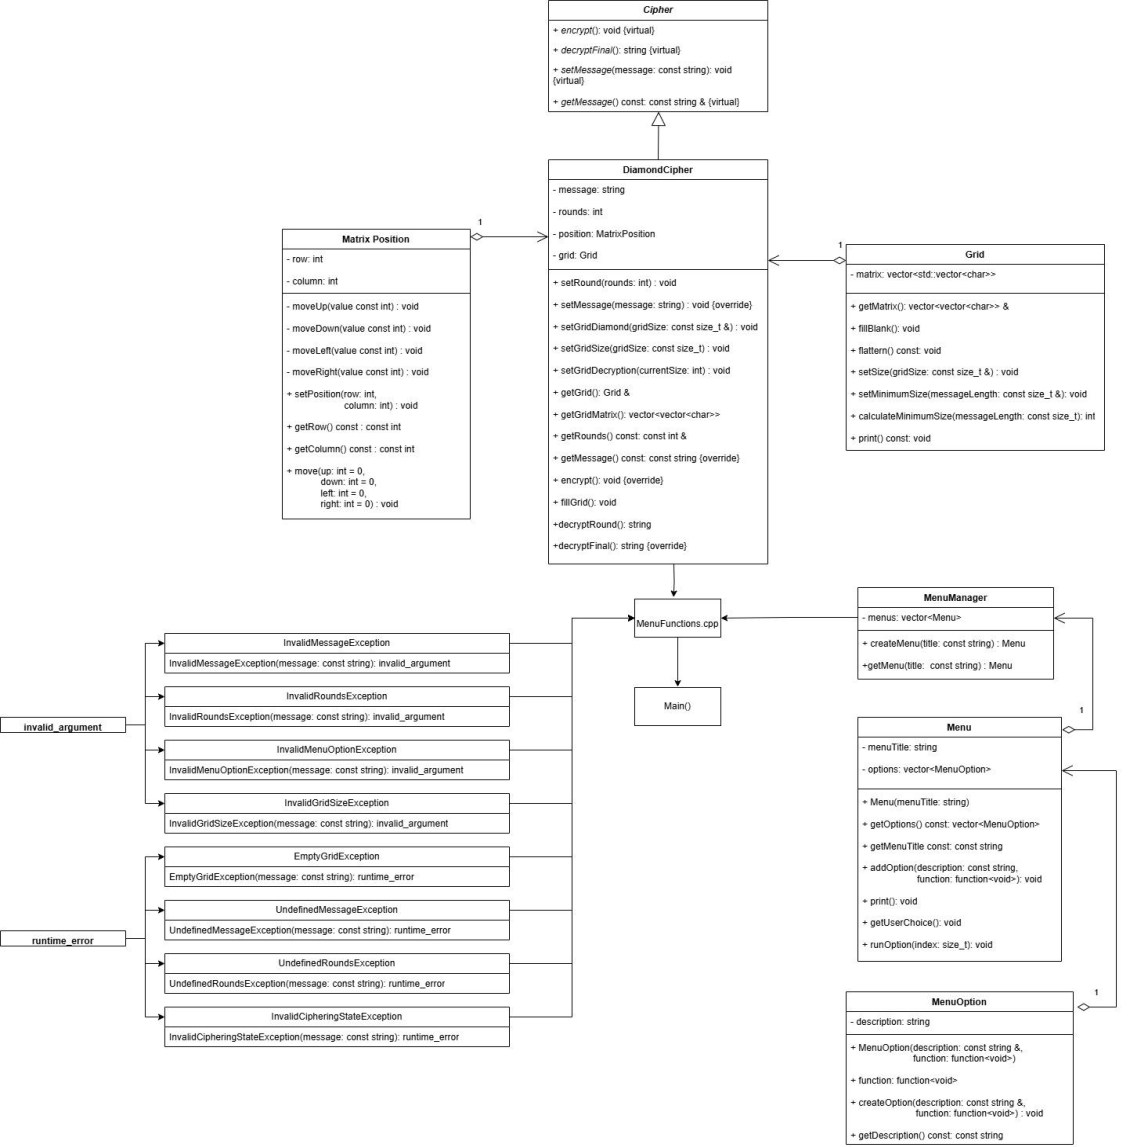 Cipher
+ encrypt(): void {virtual}
+ decryptFinal(): string {virtual}
+ setMessage(message: const string): void
{virtual}
+ getMessage() const: const string & {virtual}
DiamondCipher
- message: string
- rounds: int
- position: MatrixPosition
- grid: Grid
+ setRound(rounds: int) : void
+ setMessage(message: string) : void {override}
+ setGridDiamond(gridSize: const size_t &) : void
+ setGridSize(gridSize: const size_t) : void
+ setGridDecryption(currentSize: int) : void
+ getGrid(): Grid &
+ getGridMatrix(): vector<vector<char>>
+ getRounds() const: const int &
+ getMessage() const: const string {override}
+ encrypt(): void {override}
+ fillGrid(): void
+decryptRound(): string
+decryptFinal(): string {override}
1
Matrix Position
- row: int
- column: int
- moveUp(value const int) : void
- moveDown(value const int) : void
- moveLeft(value const int) : void
- moveRight(value const int) : void
+ setPosition(row: int,
column: int) : void
+ getRow() const : const int
+ getColumn() const : const int
+ move(up: int = 0,
down: int = 0,
left: int = 0,
right: int = 0) : void
1
Grid
- matrix: vector<std::vector<char>>
+ getMatrix(): vector<vector<char>> &
+ fillBlank(): void
+ flattern() const: void
+ setSize(gridSize: const size_t &) : void
+ setMinimumSize(messageLength: const size_t &): void
+ calculateMinimumSize(messageLength: const size_t): int
+ print() const: void
MenuFunctions.cpp
Main()
MenuManager
- menus: vector<Menu>
+ createMenu(title: const string) : Menu
+getMenu(title: const string) : Menu
1
Menu
- menuTitle: string
- options: vector<MenuOption>
+ Menu(menuTitle: string)
+ getOptions() const: vector<MenuOption>
+ getMenuTitle const: const string
+ addOption(description: const string,
function: function<void>): void
+ print(): void
+ getUserChoice(): void
+ runOption(index: size_t): void
1
MenuOption
- description: string
+ MenuOption(description: const string &,
function: function<void>)
+ function: function<void>
+ createOption(description: const string &,
function: function<void>) : void
+ getDescription() const: const string
invalid_argument
InvalidMessageException
InvalidMessageException(message: const string): invalid_argument
InvalidRoundsException
InvalidRoundsException(message: const string): invalid_argument
InvalidMenuOptionException
InvalidMenuOptionException(message: const string): invalid_argument
InvalidGridSizeException
InvalidGridSizeException(message: const string): invalid_argument
runtime_error
EmptyGridException
EmptyGridException(message: const string): runtime_error
UndefinedMessageException
UndefinedMessageException(message: const string): runtime_error
UndefinedRoundsException
UndefinedRoundsException(message: const string): runtime_error
InvalidCipheringStateException
InvalidCipheringStateException(message: const string): runtime_error